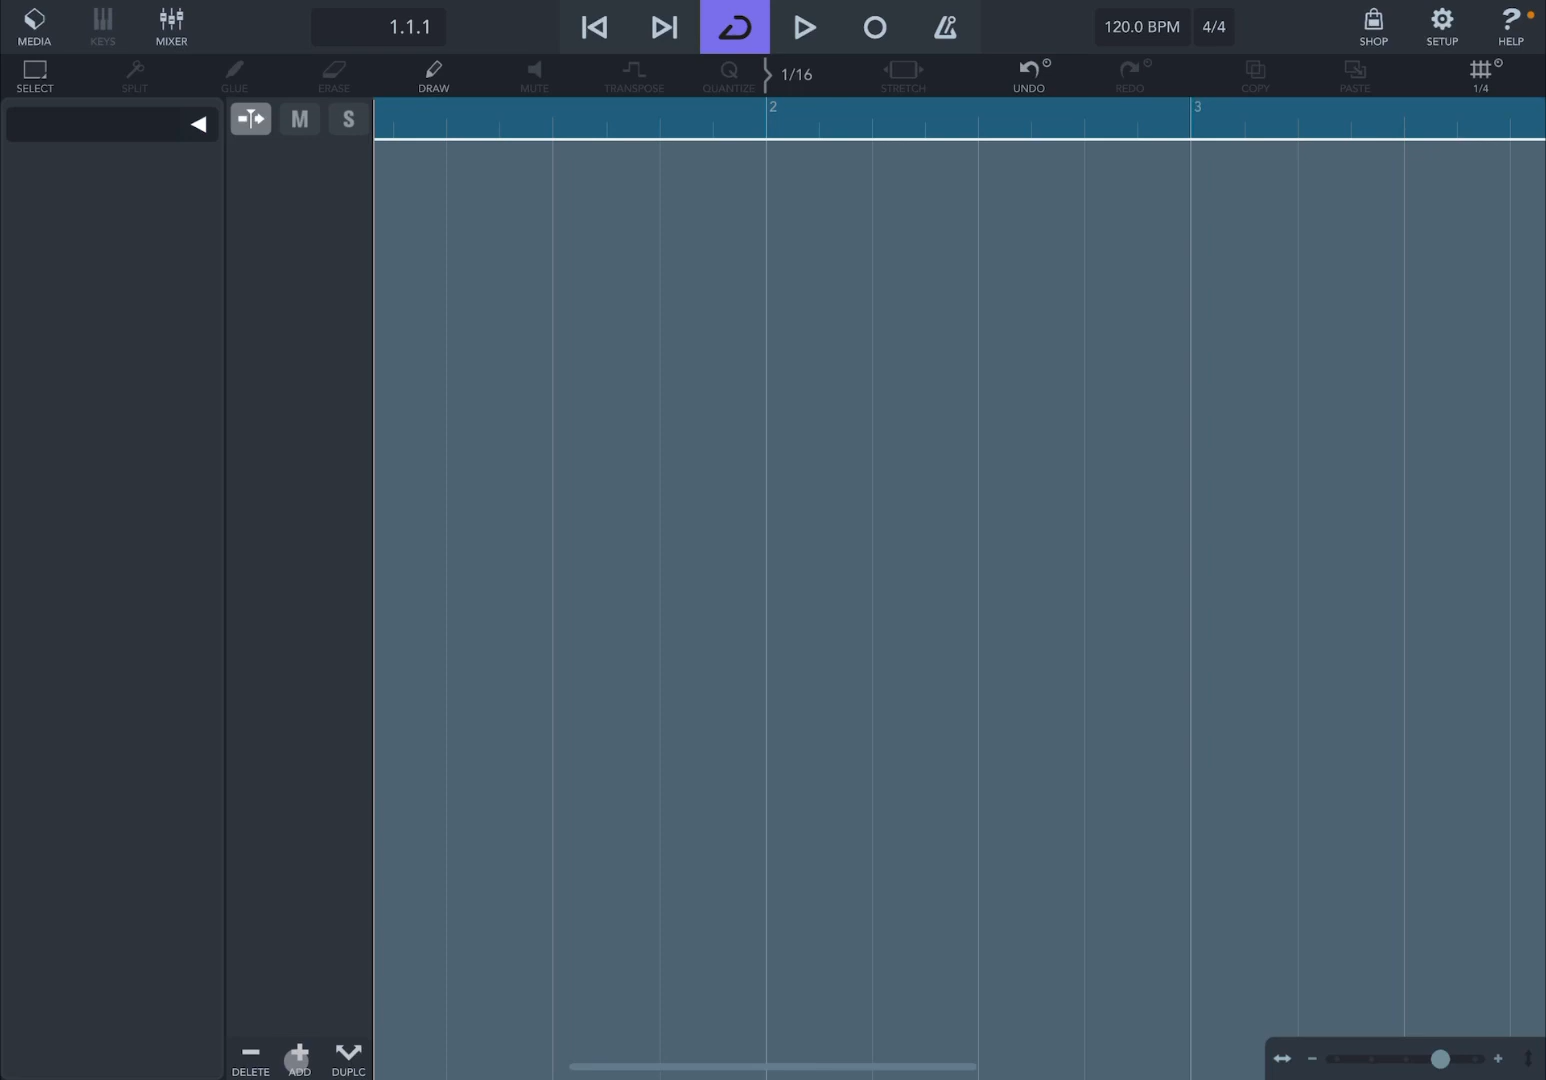 MEDIA KEYS MIXER 1.1.1 120.0 BPM 4/4 SHOP SETUP ? HELP
SELECT SPLIT GLUE ERASE DRAW MUTE TRANSPOSE Q QUANTIZE 1/16 STRETCH UNDO REDO COPY PASTE 1/4
M S 2 3
DELETE ADD DUPLC